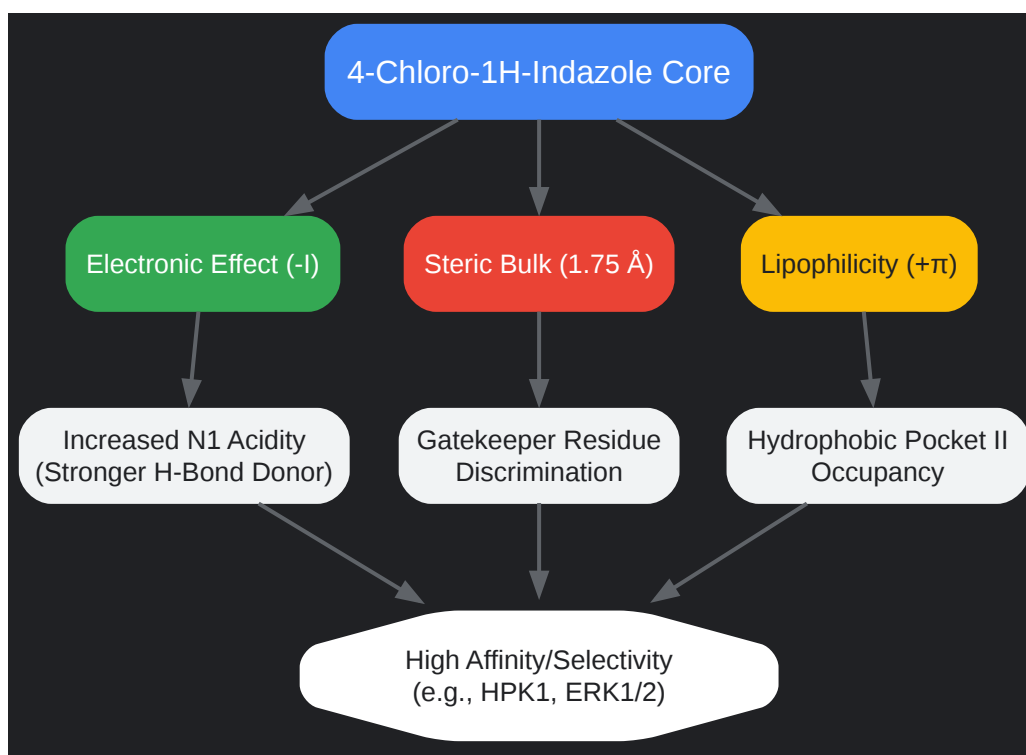 4-Chloro-1H-Indazole Core
Electronic Effect (-I)
Steric Bulk (1.75 Å)
Lipophilicity (+π)
Increased N1 Acidity
(Stronger H-Bond Donor)
Gatekeeper Residue
Discrimination
Hydrophobic Pocket II
Occupancy
High Affinity/Selectivity
(e.g., HPK1, ERK1/2)